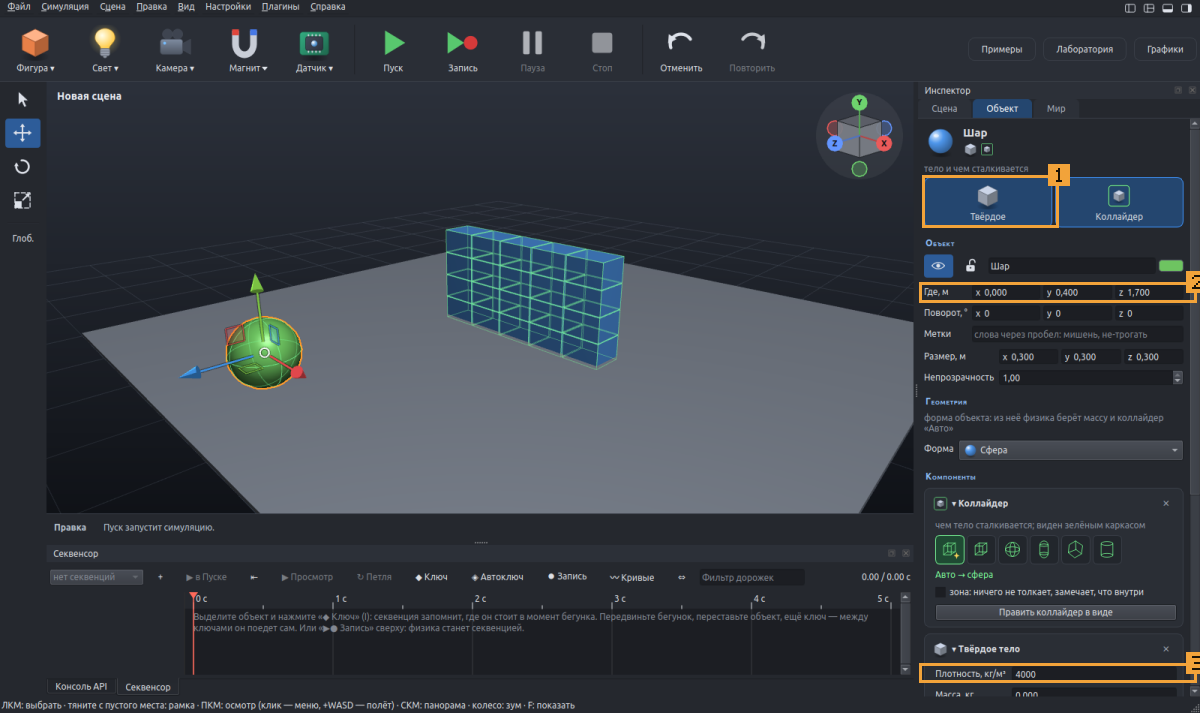 Файл Симуляция Сцена Правка Вид Настройки Плагины Справка
Фигура ▾ Свет ▾ Камера ▾ Магнит ▾ Датчик ▾ Пуск Запись Пауза Стоп Отменить Повторить Примеры Лаборатория Графики
Новая сцена
Глоб.
Y
Z
X
Инспектор
Сцена Объект Мир
Шар
тело и чем сталкивается
1
Твёрдое Коллайдер
Объект
Шар
2
Где, м x 0,000 y 0,400 z 1,700
Поворот, ° x 0 y 0 z 0
Метки слова через пробел: мишень, не-трогать
Размер, м x 0,300 y 0,300 z 0,300
Непрозрачность 1,00
Геометрия
форма объекта: из неё физика берёт массу и коллайдер
«Авто»
Форма Сфера
Компоненты
▾ Коллайдер ×
чем тело сталкивается; виден зелёным каркасом
Авто → сфера
зона: ничего не толкает, замечает, что внутри
Править коллайдер в виде
▾ Твёрдое тело ×
Плотность, кг/м³ 4000
Масса, кг 0,000
Правка Пуск запустит симуляцию.
Секвенсор
нет секвенций + ▶ в Пуске ⇤ ▶ Просмотр ↻ Петля ◆ Ключ ◈ Автоключ ● Запись Кривые ⇔ Фильтр дорожек 0.00 / 0.00 с
0 с 1 с 2 с 3 с 4 с 5 с
Выделите объект и нажмите «◆ Ключ» (I): секвенция запомнит, где он стоит в момент бегунка. Передвиньте бегунок, переставьте объект, ещё ключ — между
ключами он поедет сам. Или «▶● Запись» сверху: физика станет секвенцией.
Консоль API Секвенсор
ЛКМ: выбрать · тяните с пустого места: рамка · ПКМ: осмотр (клик — меню, +WASD — полёт) · СКМ: панорама · колесо: зум · F: показать